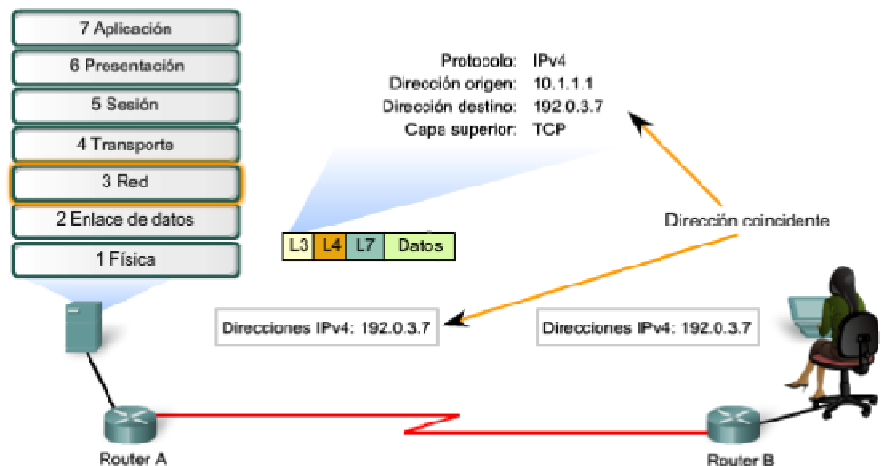 7 Aplicación
6 Presentación
5 Sesión
4 Transporte
3 Red
2 Enlace de datos
1 Física
Protocolo: IPv4
Dirección origen: 10.1.1.1
Dirección destino: 192.0.3.7
Capa superior: TCP
L3 L4 L7 Datos
Dirección coincidente
Direcciones IPv4: 192.0.3.7
Direcciones IPv4: 192.0.3.7
Router A
Router B